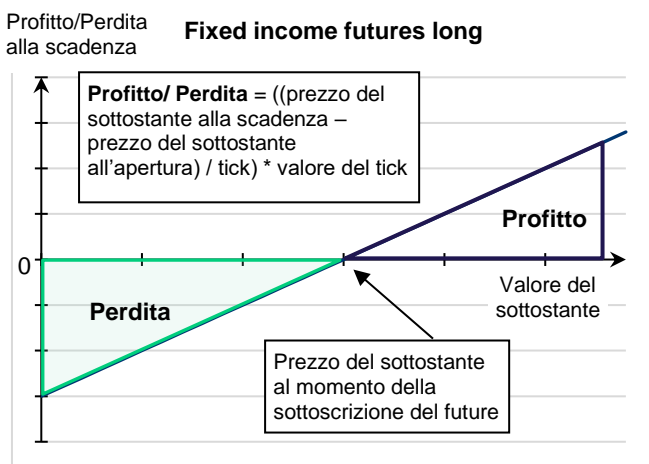 Profitto/Perdita
alla scadenza
Fixed income futures long
Profitto/ Perdita = ((prezzo del
sottostante alla scadenza –
prezzo del sottostante
all'apertura) / tick) * valore del tick
Profitto
0
Valore del
sottostante
Perdita
Prezzo del sottostante
al momento della
sottoscrizione del future